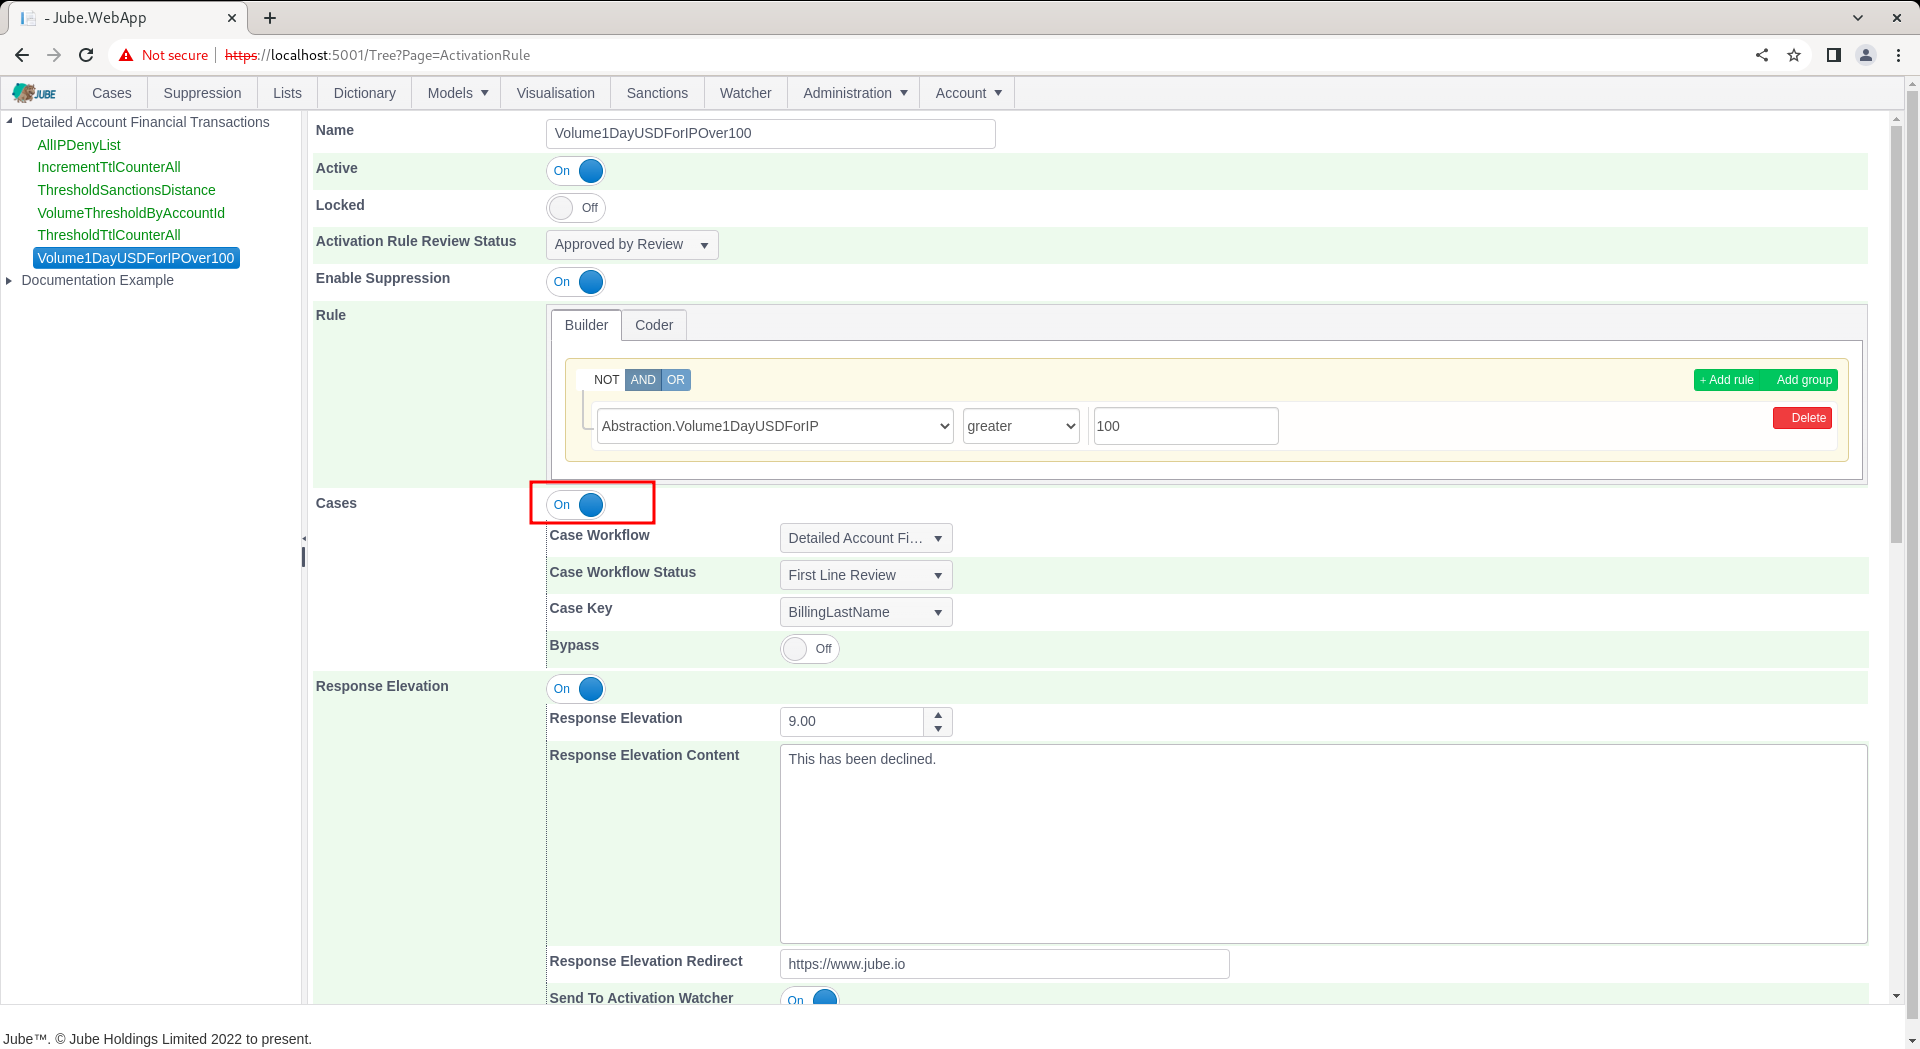 - Jube.WebApp
Not secure https://localhost:5001/Tree?Page=ActivationRule
JUBE Cases Suppression Lists Dictionary Models Visualisation Sanctions Watcher Administration Account
Detailed Account Financial Transactions
AllIPDenyList
IncrementTtlCounterAll
ThresholdSanctionsDistance
VolumeThresholdByAccountId
ThresholdTtlCounterAll
Volume1DayUSDForIPOver100
Documentation Example
Name Volume1DayUSDForIPOver100
Active On
Locked Off
Activation Rule Review Status Approved by Review
Enable Suppression On
Rule Builder Coder
NOT AND OR + Add rule Add group
Abstraction.Volume1DayUSDForIP greater 100 Delete
Cases On
Case Workflow Detailed Account Fi...
Case Workflow Status First Line Review
Case Key BillingLastName
Bypass Off
Response Elevation On
Response Elevation 9.00
Response Elevation Content This has been declined.
Response Elevation Redirect https://www.jube.io
Send To Activation Watcher On
Jube™. © Jube Holdings Limited 2022 to present.